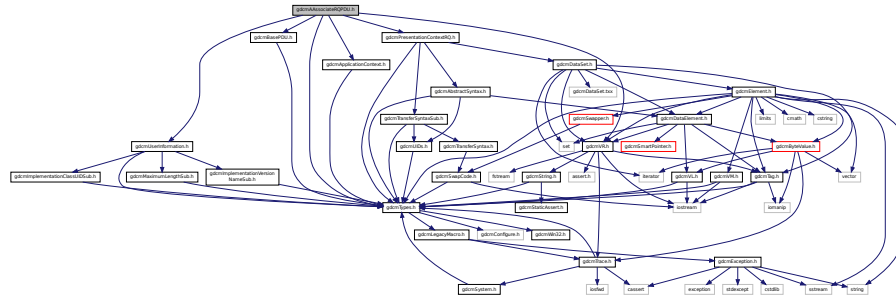 gdcmAAssociateRQPDU.h
gdcmBasePDU.h
gdcmPresentationContextRQ.h
gdcmApplicationContext.h
gdcmDataSet.h
gdcmAbstractSyntax.h
gdcmDataSet.txx
gdcmElement.h
gdcmTransferSyntaxSub.h
gdcmSwapper.h
gdcmDataElement.h
limits
cmath
cstring
gdcmUserInformation.h
gdcmUIDs.h
gdcmTransferSyntax.h
set
gdcmVR.h
gdcmSmartPointer.h
gdcmByteValue.h
gdcmImplementationClassUIDSub.h
gdcmMaximumLengthSub.h
gdcmImplementationVersion
NameSub.h
gdcmSwapCode.h
fstream
gdcmString.h
assert.h
iterator
gdcmVL.h
gdcmVM.h
gdcmTag.h
vector
gdcmTypes.h
gdcmStaticAssert.h
iostream
iomanip
gdcmLegacyMacro.h
gdcmConfigure.h
gdcmWin32.h
gdcmTrace.h
gdcmException.h
gdcmSystem.h
iosfwd
cassert
exception
stdexcept
cstdlib
sstream
string